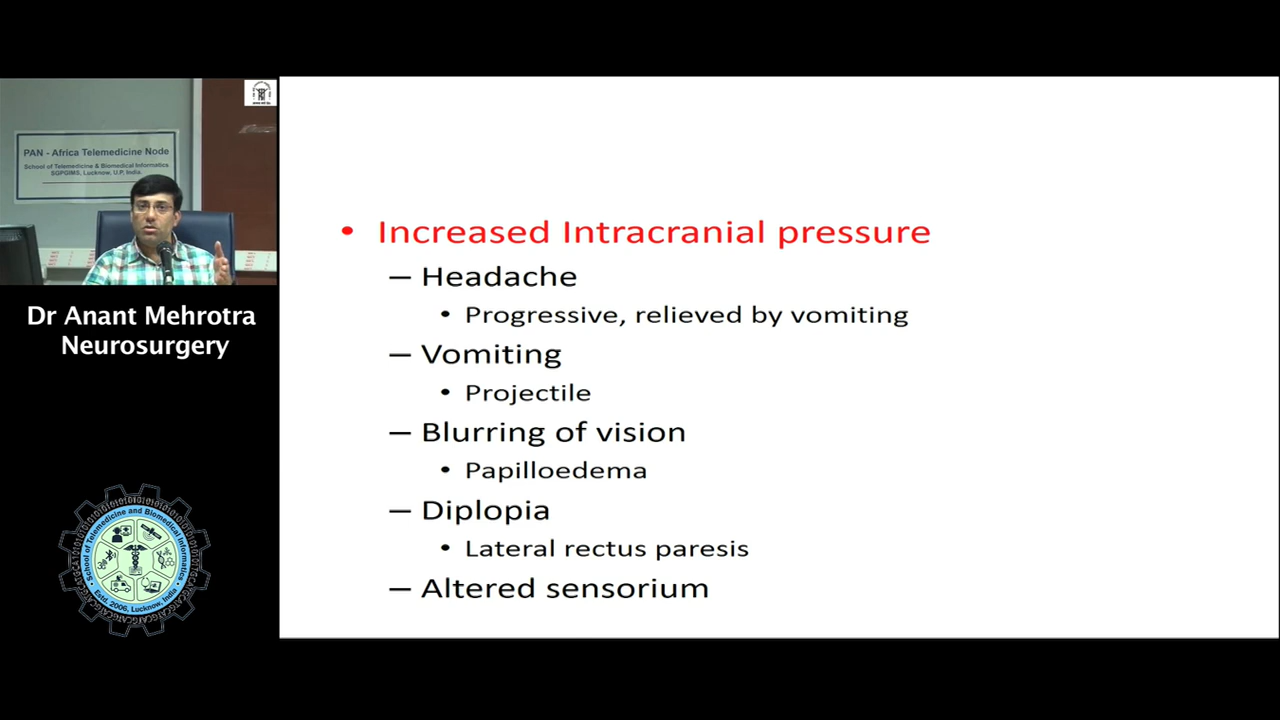 PAN - Africa Telemedicine Node
School of Telemedicine & Biomedical Informatics
SGPGIMS, Lucknow, U.P. India.
Dr Anant Mehrotra
Neurosurgery
School of Telemedicine and Biomedical Informatics
Estd. 2006, Lucknow, India
• Increased Intracranial pressure
– Headache
• Progressive, relieved by vomiting
– Vomiting
• Projectile
– Blurring of vision
• Papilloedema
– Diplopia
• Lateral rectus paresis
– Altered sensorium